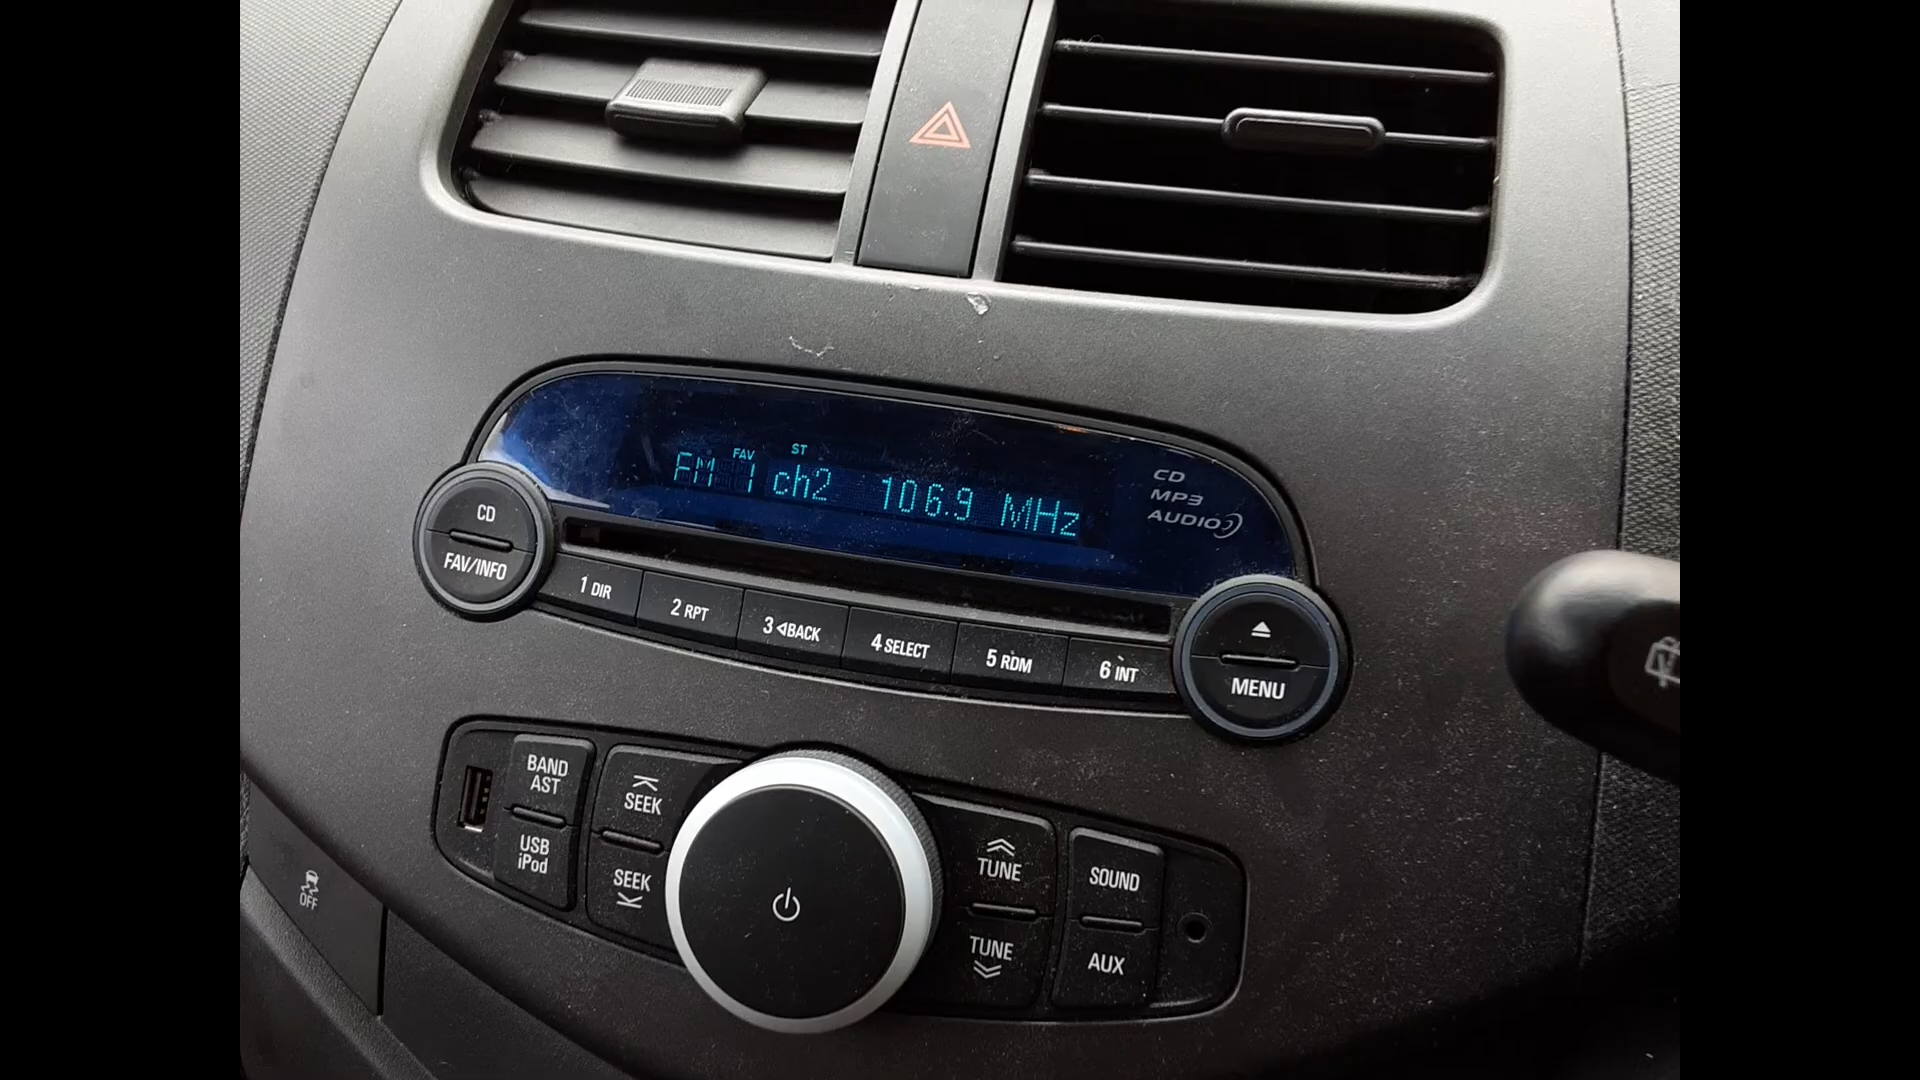 FAV ST
FM 1 ch2 106.9 MHz
CD
MP3
AUDIO
CD
FAV/INFO
1 DIR
2 RPT
3 BACK
4 SELECT
5 RDM
6 INT
MENU
BAND
AST
USB
iPod
SEEK
SEEK
TUNE
TUNE
SOUND
AUX
OFF